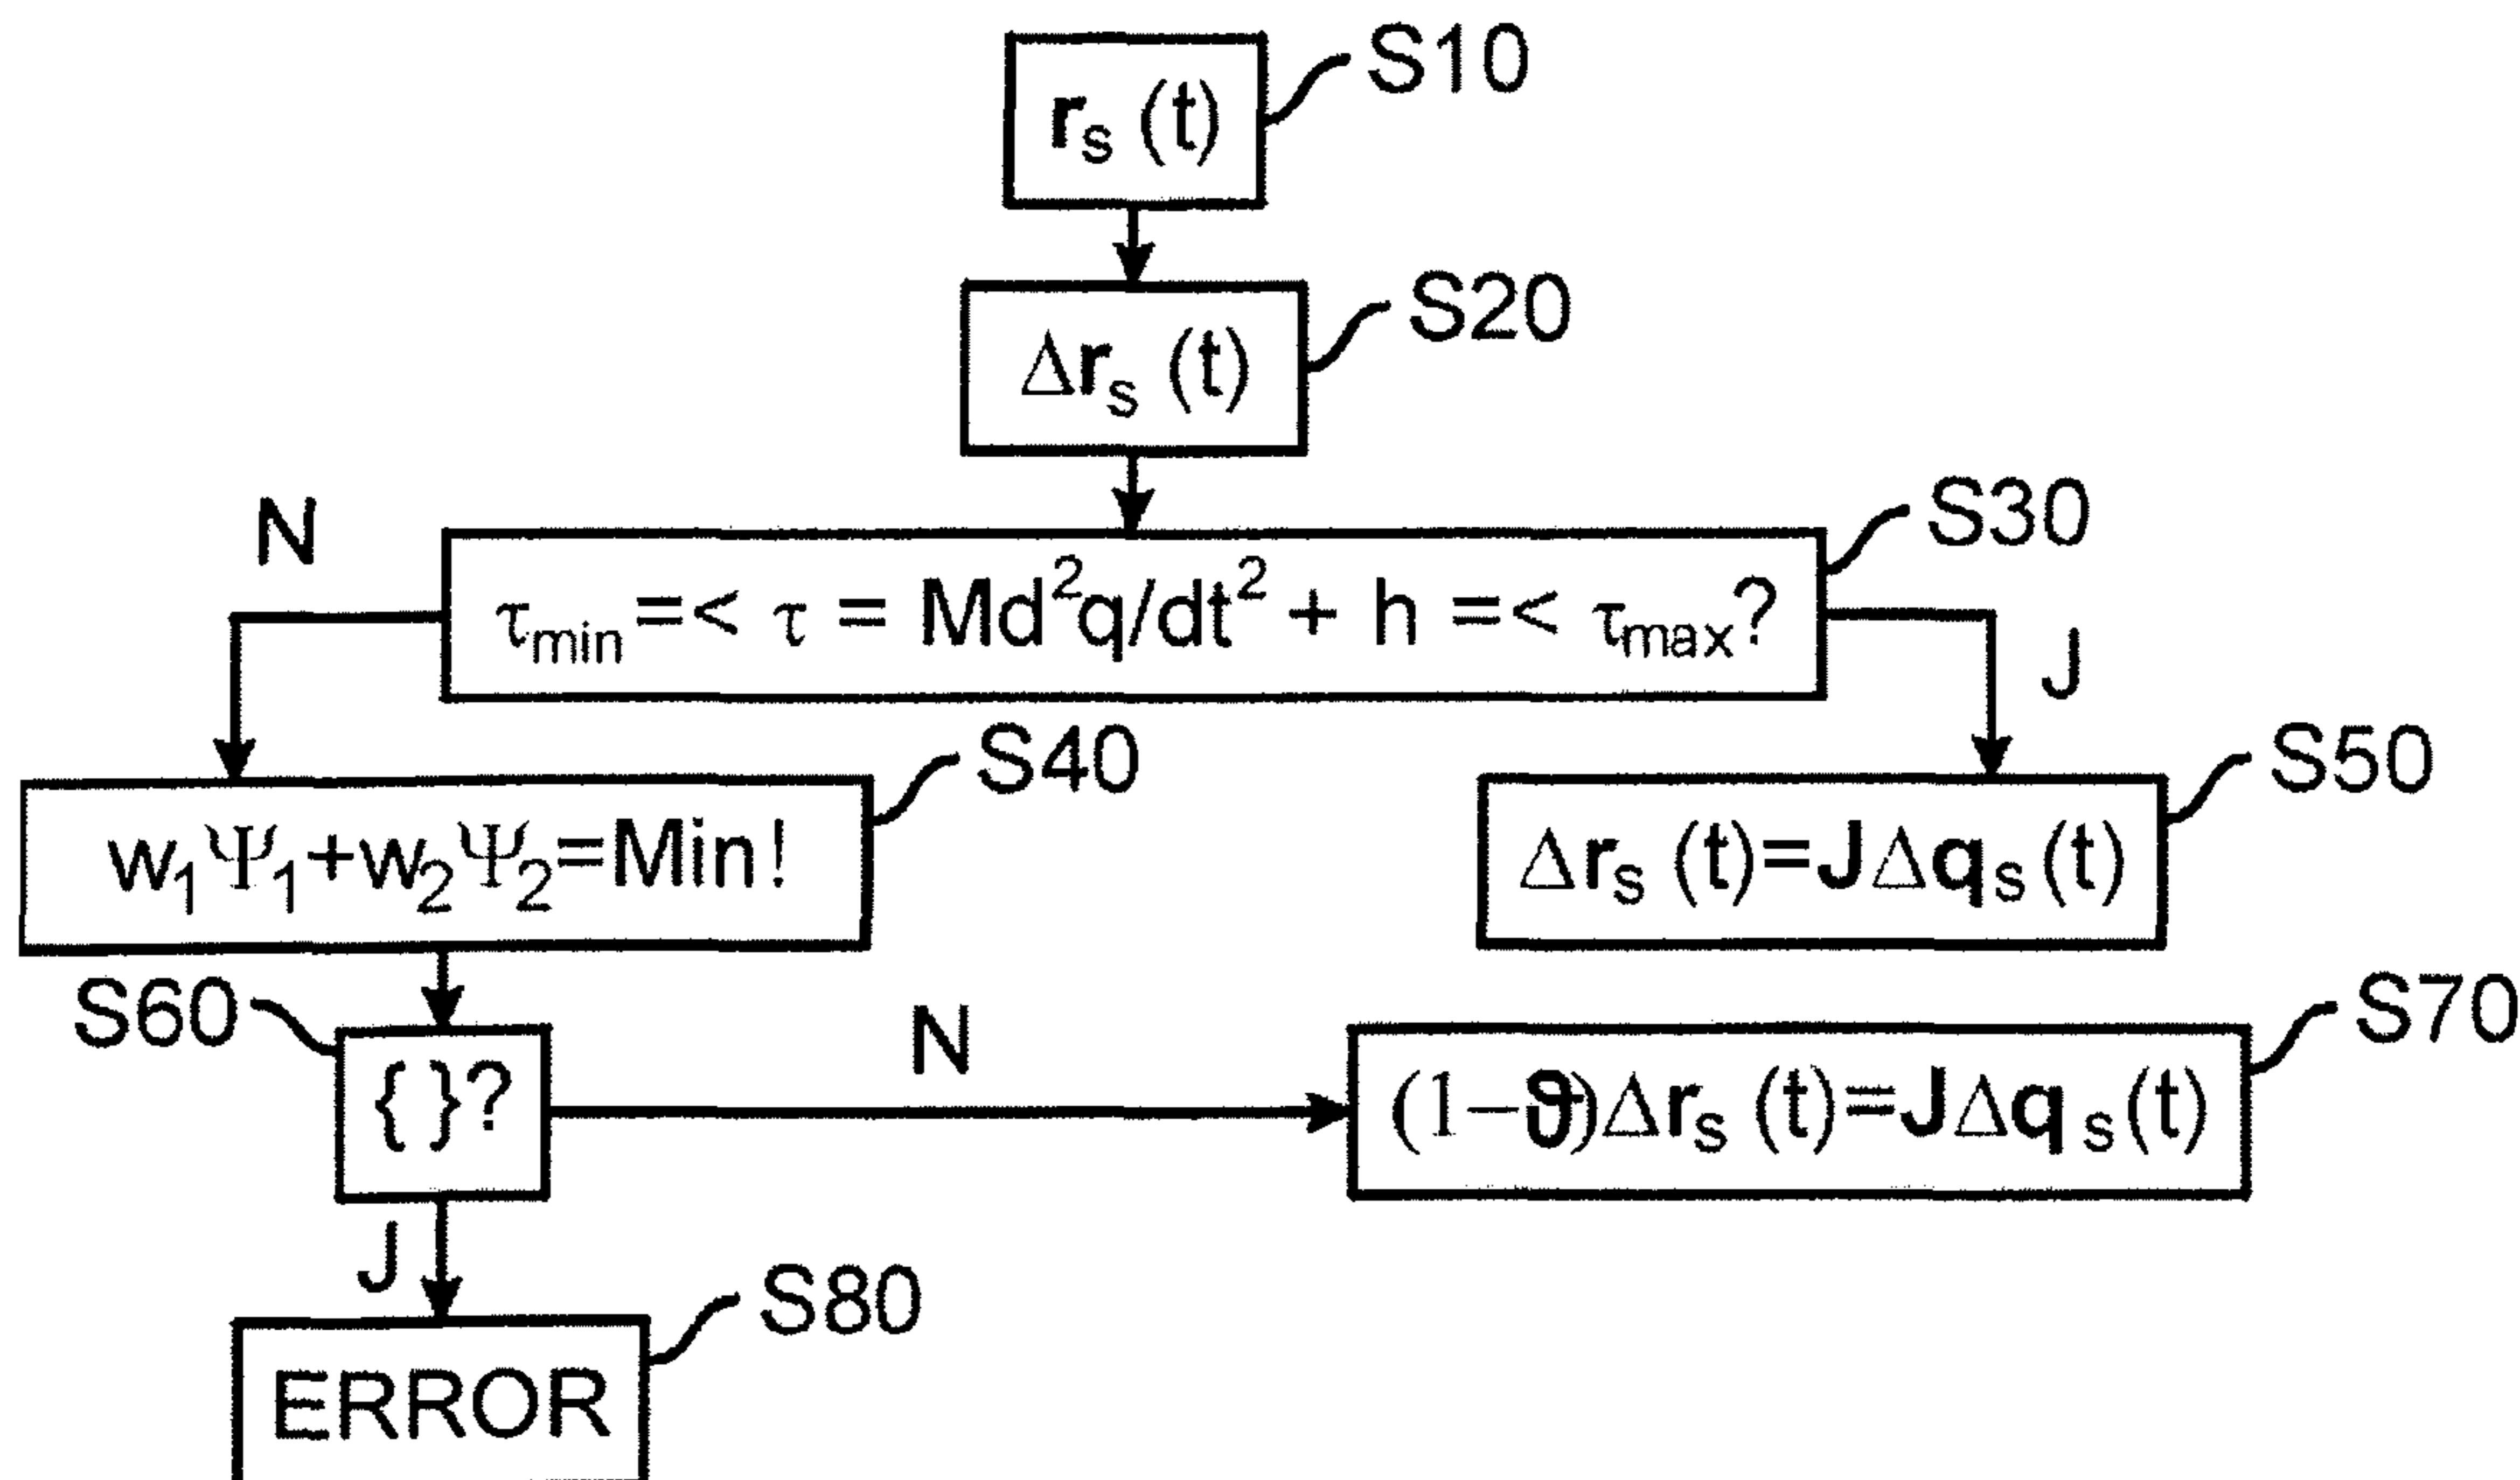 r_s (t)
S10
Δr_s (t)
S20
N
τ_min =< τ = Md²q/dt² + h =< τ_max?
S30
J
w₁Ψ₁+w₂Ψ₂=Min!
S40
Δr_s (t)=JΔq_s(t)
S50
S60
{ }?
N
(1−ϑ)Δr_s (t)=JΔq_s(t)
S70
J
ERROR
S80